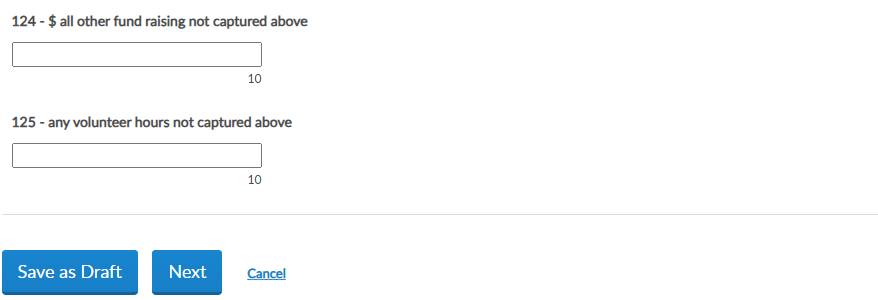 124 - $ all other fund raising not captured above
10
125 - any volunteer hours not captured above
10
Save as Draft Next Cancel